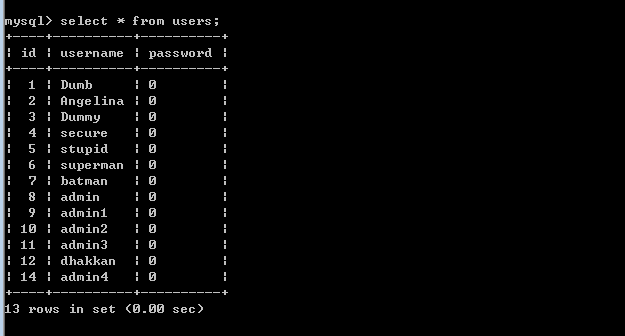 mysql> select * from users;
+----+----------+----------+
| id | username | password |
+----+----------+----------+
|  1 | Dumb     | 0        |
|  2 | Angelina | 0        |
|  3 | Dummy    | 0        |
|  4 | secure   | 0        |
|  5 | stupid   | 0        |
|  6 | superman | 0        |
|  7 | batman   | 0        |
|  8 | admin    | 0        |
|  9 | admin1   | 0        |
| 10 | admin2   | 0        |
| 11 | admin3   | 0        |
| 12 | dhakkan  | 0        |
| 14 | admin4   | 0        |
+----+----------+----------+
13 rows in set (0.00 sec)